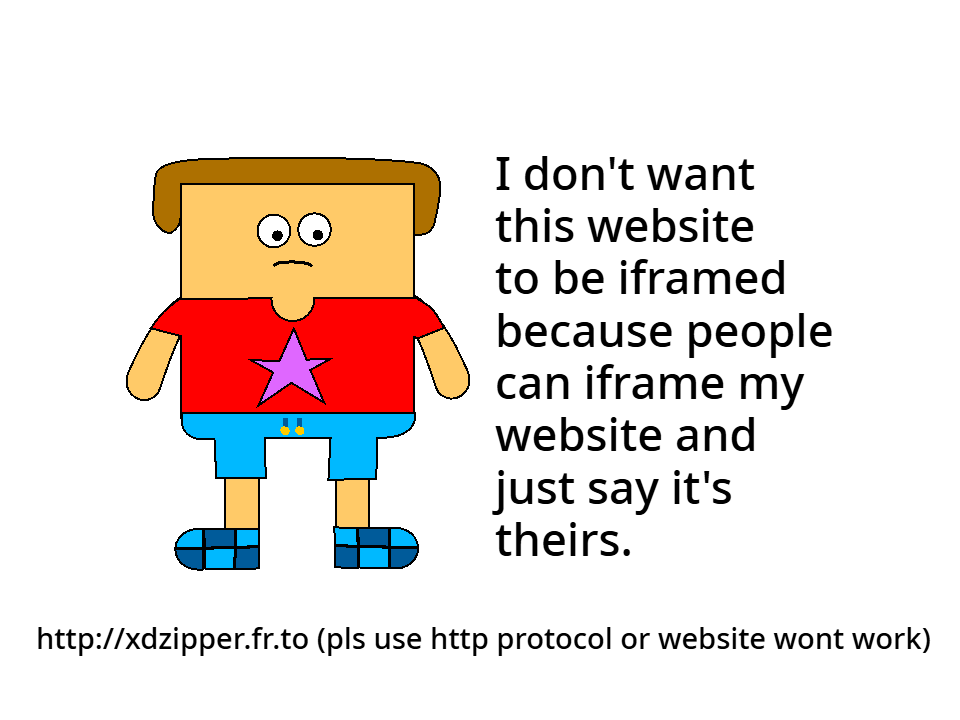 I don't want
this website
to be iframed
because people
can iframe my
website and
just say it's
theirs.
http://xdzipper.fr.to (pls use http protocol or website wont work)